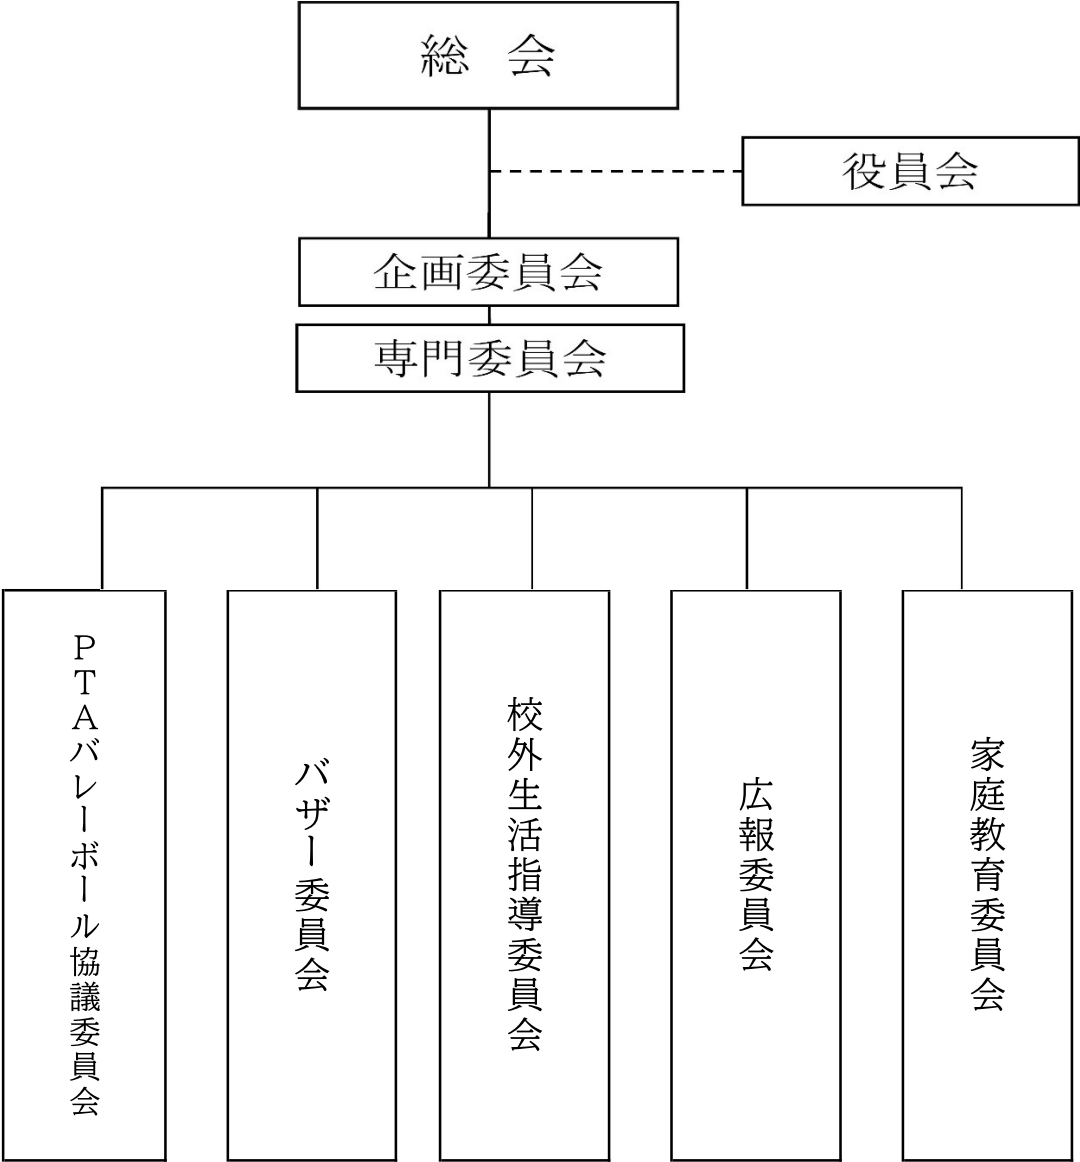 総　会
役員会
企画委員会
専門委員会
ＰＴＡバレーボール協議委員会
バザー委員会
校外生活指導委員会
広報委員会
家庭教育委員会